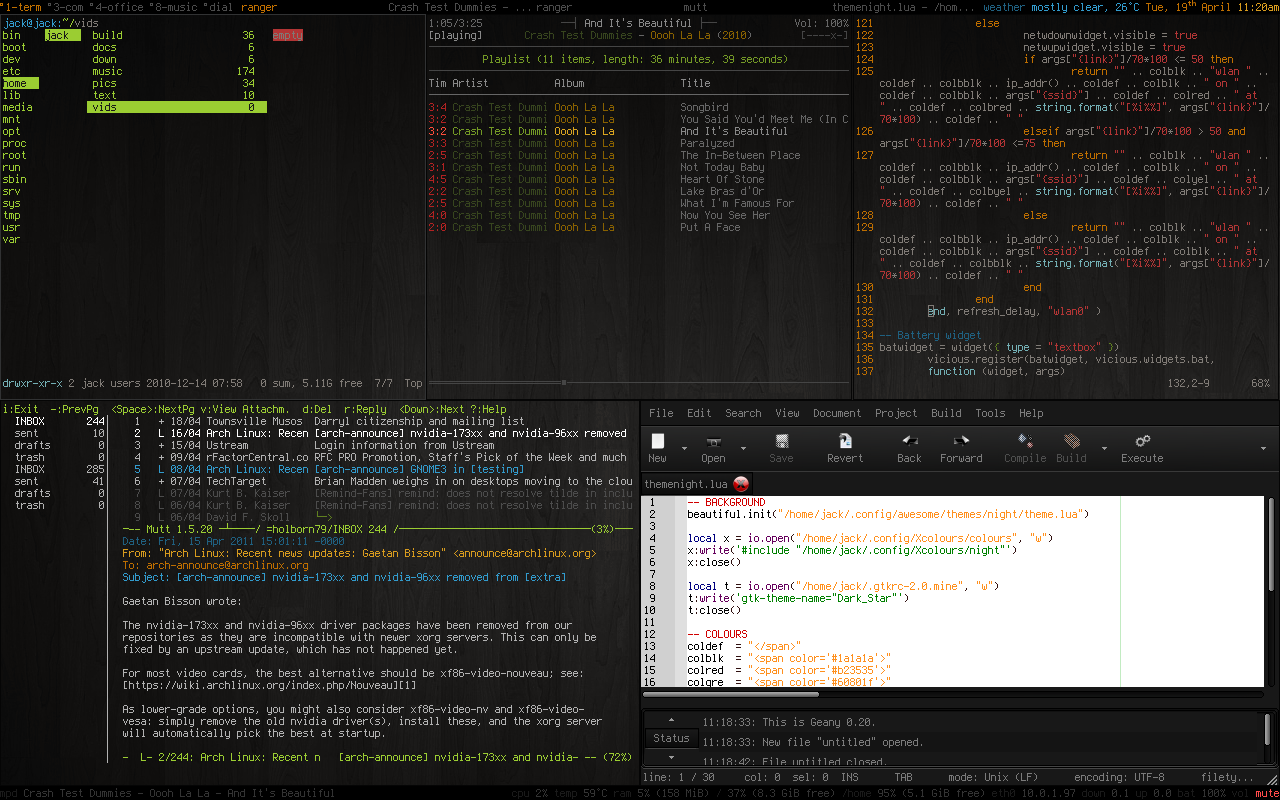 "1-term "3-com "4-office "8-music "dial ranger Crash Test Dummies - ... ranger mutt themenight.lua - /hom... weather mostly clear, 26°C Tue, 19th April 11:20am
jack@jack:~/vids
bin jack build 36 empty
boot docs 6
dev down 6
etc music 174
home pics 34
lib text 10
media vids 0
mnt
opt
proc
root
run
sbin
srv
sys
tmp
usr
var
drwxr-xr-x 2 jack users 2010-12-14 07:58 0 sum, 5.11G free 7/7 Top
1:05/3:25 ─┤ And It's Beautiful ├─ Vol: 100%
[playing] Crash Test Dummies - Oooh La La (2010) [----x-]
Playlist (11 items, length: 36 minutes, 39 seconds)
Tim Artist Album Title
3:4 Crash Test Dummi Oooh La La Songbird
3:2 Crash Test Dummi Oooh La La You Said You'd Meet Me (In C
3:2 Crash Test Dummi Oooh La La And It's Beautiful
3:3 Crash Test Dummi Oooh La La Paralyzed
2:5 Crash Test Dummi Oooh La La The In-Between Place
3:1 Crash Test Dummi Oooh La La Not Today Baby
4:5 Crash Test Dummi Oooh La La Heart Of Stone
2:2 Crash Test Dummi Oooh La La Lake Bras d'Or
2:5 Crash Test Dummi Oooh La La What I'm Famous For
4:0 Crash Test Dummi Oooh La La Now You See Her
2:0 Crash Test Dummi Oooh La La Put A Face
121 else
122 netdownwidget.visible = true
123 netupwidget.visible = true
124 if args["{link}"]/70*100 <= 50 then
125 return "" .. colblk .. "wlan " ..
coldef .. colbblk .. ip_addr() .. coldef .. colblk .. " on " ..
coldef .. colbblk .. args["{ssid}"] .. coldef .. colred .. " at
" .. coldef .. colbred .. string.format("[%i%%]", args["{link}"]/
70*100) .. coldef .. " "
126 elseif args["{link}"]/70*100 > 50 and
args["{link}"]/70*100 <=75 then
127 return "" .. colblk .. "wlan " ..
coldef .. colbblk .. ip_addr() .. coldef .. colblk .. " on " ..
coldef .. colbblk .. args["{ssid}"] .. coldef .. colyel .. " at
" .. coldef .. colbyel .. string.format("[%i%%]", args["{link}"]/
70*100) .. coldef .. " "
128 else
129 return "" .. colblk .. "wlan " ..
coldef .. colbblk .. ip_addr() .. coldef .. colblk .. " on " ..
coldef .. colbblk .. args["{ssid}"] .. coldef .. colblk .. " at
" .. coldef .. colbblk .. string.format("[%i%%]", args["{link}"]/
70*100) .. coldef .. " "
130 end
131 end
132 end, refresh_delay, "wlan0" )
133
134 -- Battery widget
135 batwidget = widget({ type = "textbox" })
136 vicious.register(batwidget, vicious.widgets.bat,
137 function (widget, args)
132,2-9 68%
i:Exit -:PrevPg <Space>:NextPg v:View Attachm. d:Del r:Reply <Down>:Next ?:Help
INBOX 244 1 + 18/04 Townsville Musos Darryl citizenship and mailing list
sent 10 2 L 16/04 Arch Linux: Recen [arch-announce] nvidia-173xx and nvidia-96xx removed
drafts 0 3 + 15/04 Ustream Login information from Ustream
trash 0 4 + 09/04 rFactorCentral.co RFC PRO Promotion, Staff's Pick of the Week and much
INBOX 285 5 L 08/04 Arch Linux: Recen [arch-announce] GNOME3 in [testing]
sent 41 6 + 07/04 TechTarget Brian Madden weighs in on desktops moving to the clou
drafts 0 7 L 07/04 Kurt B. Kaiser [Remind-Fans] remind: does not resolve tilde in inclu
trash 0 8 L 06/04 Kurt B. Kaiser [Remind-Fans] remind: does not resolve tilde in inclu
9 L 06/04 David F. Skoll └─>
--- Mutt 1.5.20 ─┴────/ =holborn79/INBOX 244 /──────(3%)───
Date: Fri, 15 Apr 2011 15:01:11 -0000
From: "Arch Linux: Recent news updates: Gaetan Bisson" <announce@archlinux.org>
To: arch-announce@archlinux.org
Subject: [arch-announce] nvidia-173xx and nvidia-96xx removed from [extra]
Gaetan Bisson wrote:
The nvidia-173xx and nvidia-96xx driver packages have been removed from our
repositories as they are incompatible with newer xorg servers. This can only be
fixed by an upstream update, which has not happened yet.
For most video cards, the best alternative should be xf86-video-nouveau; see:
[https://wiki.archlinux.org/index.php/Nouveau][1]
As lower-grade options, you might also consider xf86-video-nv and xf86-video-
vesa: simply remove the old nvidia driver(s), install these, and the xorg server
will automatically pick the best at startup.
- L- 2/244: Arch Linux: Recent n [arch-announce] nvidia-173xx and nvidia- -- (72%)
File Edit Search View Document Project Build Tools Help
New Open Save Revert Back Forward Compile Build Execute
themenight.lua
1 -- BACKGROUND
2 beautiful.init("/home/jack/.config/awesome/themes/night/theme.lua")
3
4 local x = io.open("/home/jack/.config/Xcolours/colours", "w")
5 x:write('#include "/home/jack/.config/Xcolours/night"')
6 x:close()
7
8 local t = io.open("/home/jack/.gtkrc-2.0.mine", "w")
9 t:write('gtk-theme-name="Dark_Star"')
10 t:close()
11
12 -- COLOURS
13 coldef = "</span>"
14 colblk = "<span color='#1a1a1a'>"
15 colred = "<span color='#b23535'>"
16 colgre = "<span color='#60801f'>"
Status
11:18:33: This is Geany 0.20.
11:18:33: New file "untitled" opened.
11:18:42: File untitled closed.
line: 1 / 30 col: 0 sel: 0 INS TAB mode: Unix (LF) encoding: UTF-8 filety...
mpd Crash Test Dummies - Oooh La La - And It's Beautiful cpu 2% temp 59°C ram 5% (158 MiB) / 37% (8.3 GiB free) /home 95% (5.1 GiB free) eth0 10.0.1.97 down 0.1 up 0.0 bat 100% vol mute